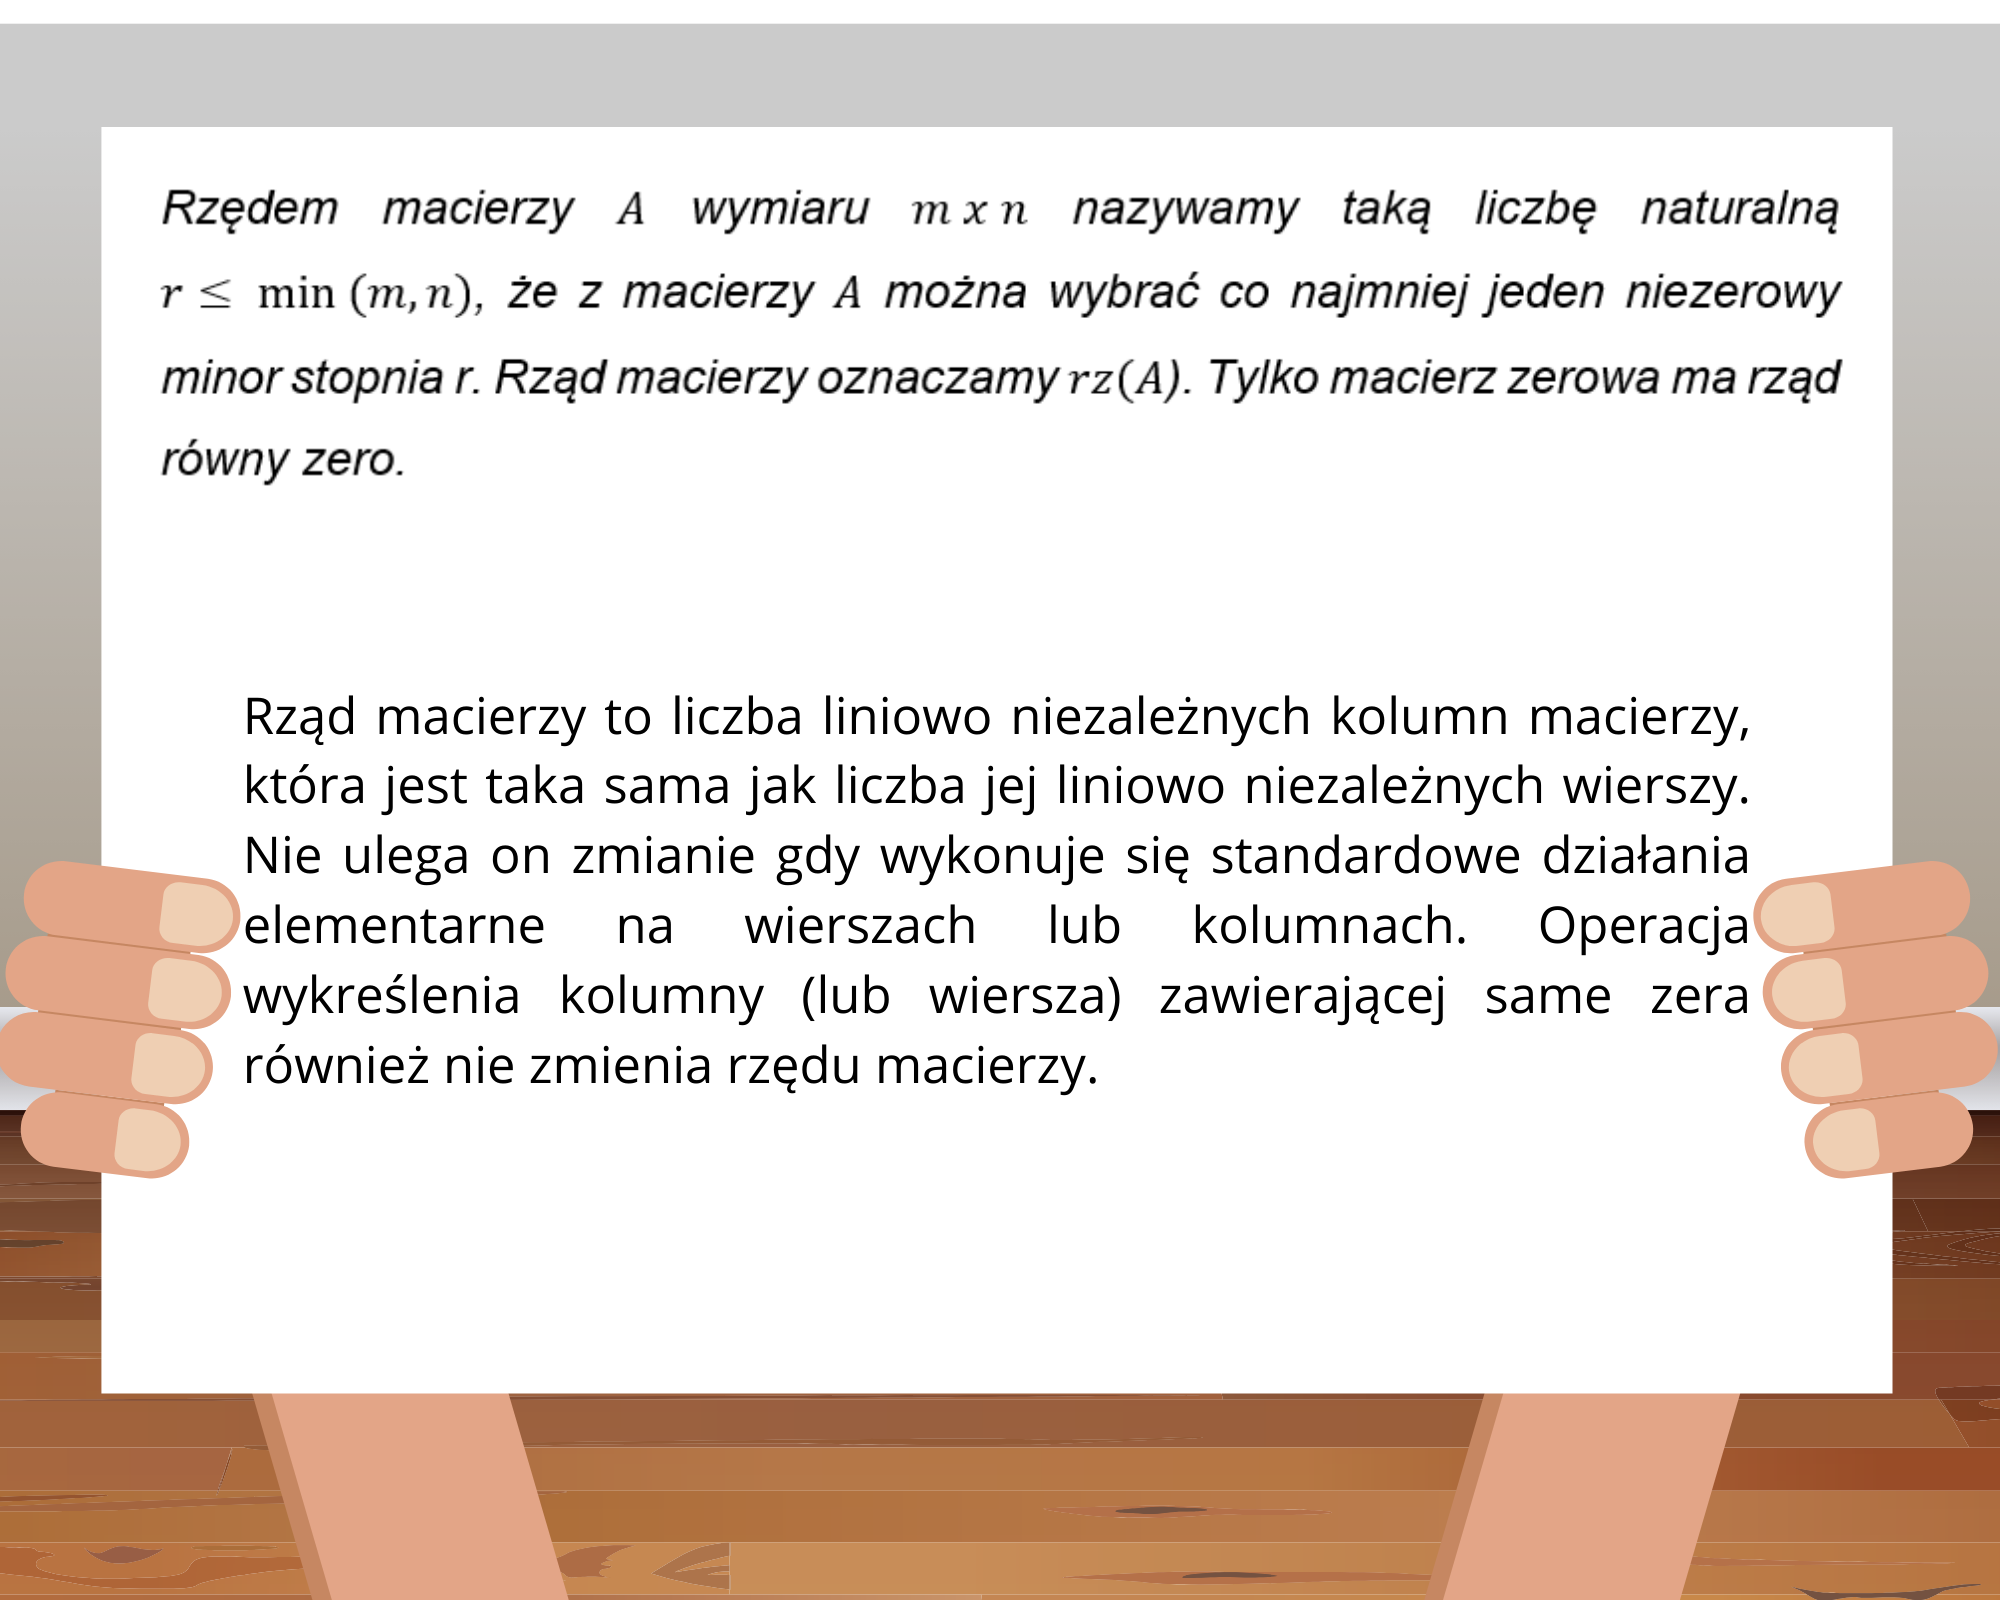 Rzędem macierzy A wymiaru m x n nazywamy taką liczbę naturalną
r ≤ min (m, n), że z macierzy A można wybrać co najmniej jeden niezerowy
minor stopnia r. Rząd macierzy oznaczamy rz(A). Tylko macierz zerowa ma rząd
równy zero.
Rząd macierzy to liczba liniowo niezależnych kolumn macierzy,
która jest taka sama jak liczba jej liniowo niezależnych wierszy.
Nie ulega on zmianie gdy wykonuje się standardowe działania
elementarne na wierszach lub kolumnach. Operacja
wykreślenia kolumny (lub wiersza) zawierającej same zera
również nie zmienia rzędu macierzy.